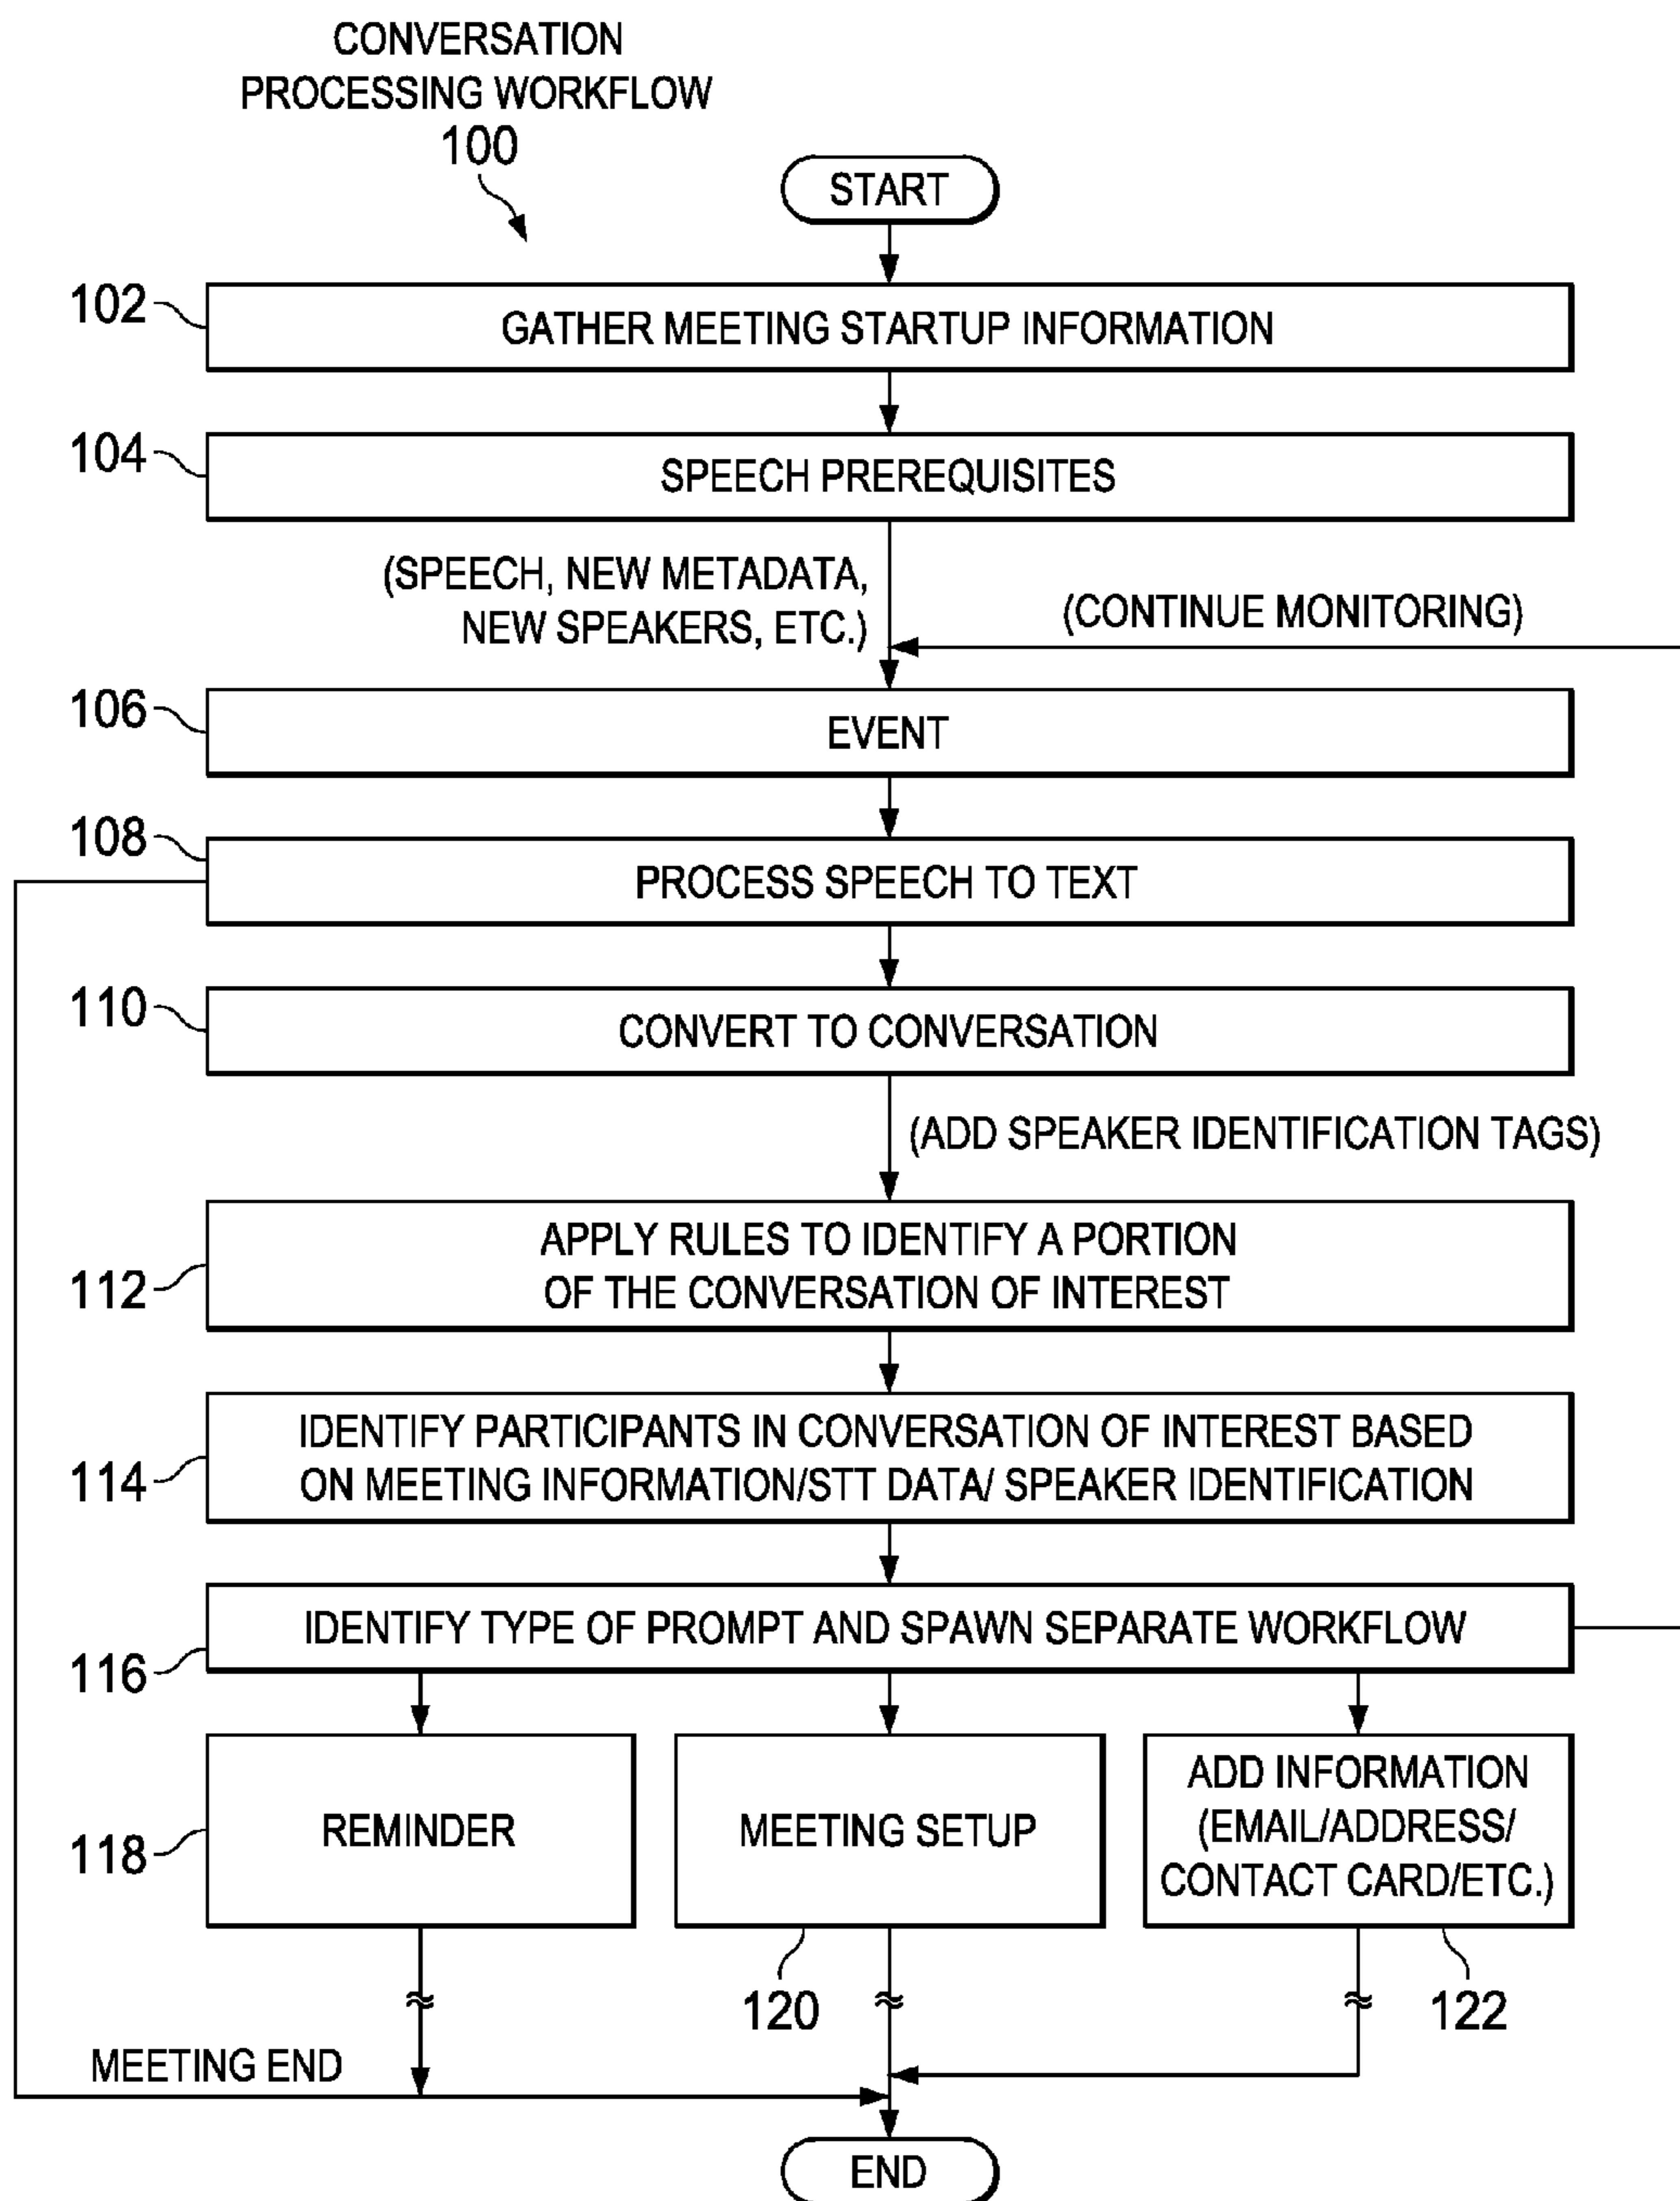 CONVERSATION
PROCESSING WORKFLOW
100
START
102
GATHER MEETING STARTUP INFORMATION
104
SPEECH PREREQUISITES
(SPEECH, NEW METADATA,
NEW SPEAKERS, ETC.)
(CONTINUE MONITORING)
106
EVENT
108
PROCESS SPEECH TO TEXT
110
CONVERT TO CONVERSATION
(ADD SPEAKER IDENTIFICATION TAGS)
112
APPLY RULES TO IDENTIFY A PORTION
OF THE CONVERSATION OF INTEREST
114
IDENTIFY PARTICIPANTS IN CONVERSATION OF INTEREST BASED
ON MEETING INFORMATION/STT DATA/ SPEAKER IDENTIFICATION
116
IDENTIFY TYPE OF PROMPT AND SPAWN SEPARATE WORKFLOW
118
REMINDER
MEETING SETUP
ADD INFORMATION
(EMAIL/ADDRESS/
CONTACT CARD/ETC.)
120
122
MEETING END
END